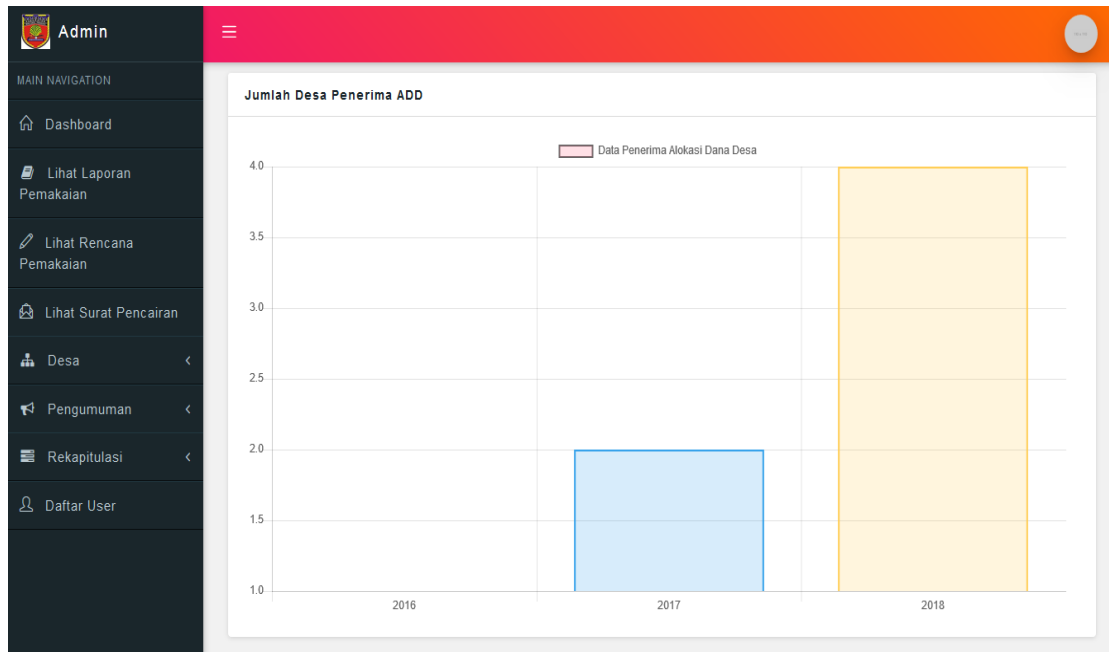 Admin
MAIN NAVIGATION
Dashboard
Lihat Laporan
Pemakaian
Lihat Rencana
Pemakaian
Lihat Surat Pencairan
Desa
Pengumuman
Rekapitulasi
Daftar User
Jumlah Desa Penerima ADD
Data Penerima Alokasi Dana Desa
4.0
3.5
3.0
2.5
2.0
1.5
1.0
2016 2017 2018